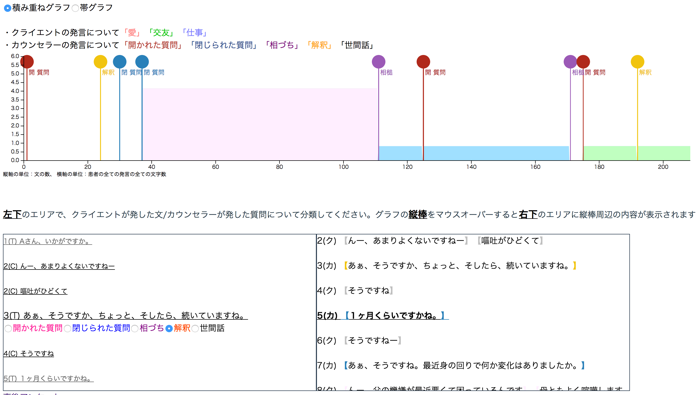 積み重ねグラフ 帯グラフ
・クライエントの発言について「愛」「交友」「仕事」
・カウンセラーの発言について「開かれた質問」「閉じられた質問」「相づち」「解釈」「世間話」
6.0
5.5
5.0
4.5
4.0
3.5
3.0
2.5
2.0
1.5
1.0
0.5
0.0
開 質問 解釈 閉 質問 閉 質問 相槌 開 質問 相槌 開 質問 解釈
0 20 40 60 80 100 120 140 160 180 200
縦軸の単位：文の数、 横軸の単位：患者の全ての発言の全ての文字数
左下のエリアで、クライエントが発した文/カウンセラーが発した質問について分類してください。グラフの縦棒をマウスオーバーすると右下のエリアに縦棒周辺の内容が表示されます
1(T) Aさん、いかがですか。
2(C) んー、あまりよくないですねー
2(C) 嘔吐がひどくて
3(T) あぁ、そうですか、ちょっと、そしたら、続いていますね。
開かれた質問 閉じられた質問 相づち 解釈 世間話
4(C) そうですね
5(T) １ヶ月くらいですかね。
2(ク) 【んー、あまりよくないですねー】【嘔吐がひどくて】
3(カ) 【あぁ、そうですか、ちょっと、そしたら、続いていますね。】
4(ク) 【そうですね】
5(カ) 【１ヶ月くらいですかね。】
6(ク) 【そうですねー】
7(カ) 【あぁ、そうですね。最近身の回りで何か変化はありましたか。】